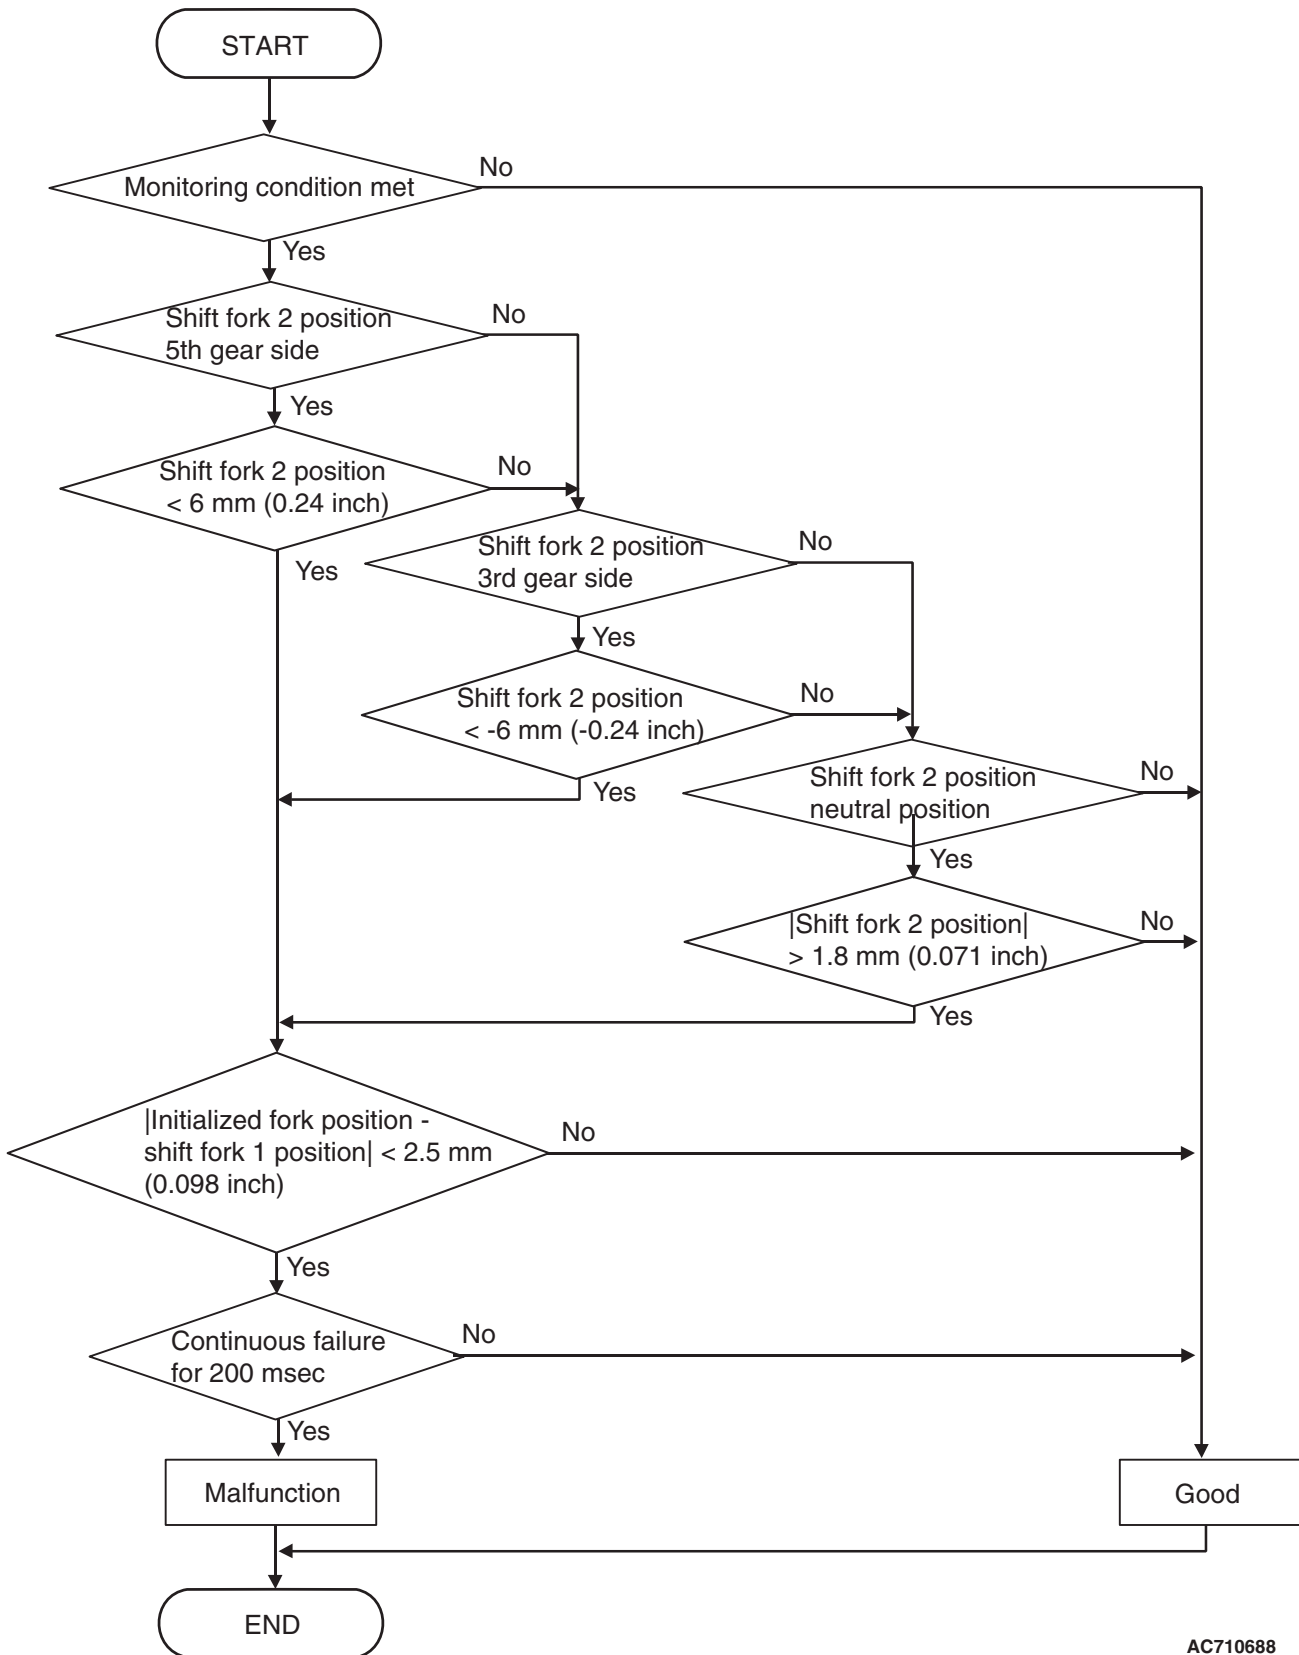 START
Monitoring condition met
No
Yes
Shift fork 2 position
5th gear side
No
Yes
Shift fork 2 position
< 6 mm (0.24 inch)
No
Yes
Shift fork 2 position
3rd gear side
No
Yes
Shift fork 2 position
< -6 mm (-0.24 inch)
No
Yes
Shift fork 2 position
neutral position
No
Yes
|Shift fork 2 position|
> 1.8 mm (0.071 inch)
No
Yes
|Initialized fork position -
shift fork 1 position| < 2.5 mm
(0.098 inch)
No
Yes
Continuous failure
for 200 msec
No
Yes
Malfunction
Good
END
AC710688